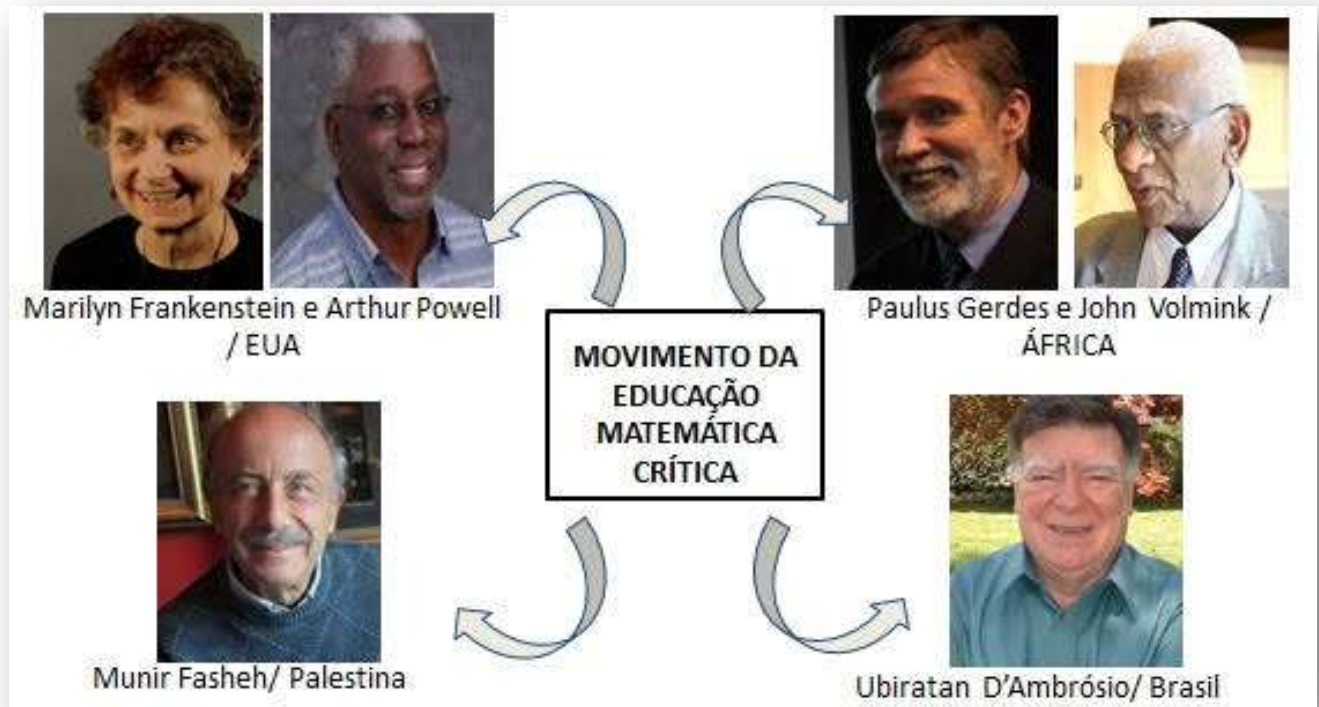 Marilyn Frankenstein e Arthur Powell
/ EUA
Paulus Gerdes e John Volmink /
ÁFRICA
MOVIMENTO DA
EDUCAÇÃO
MATEMÁTICA
CRÍTICA
Munir Fasheh/ Palestina
Ubiratan D'Ambrósio/ Brasil